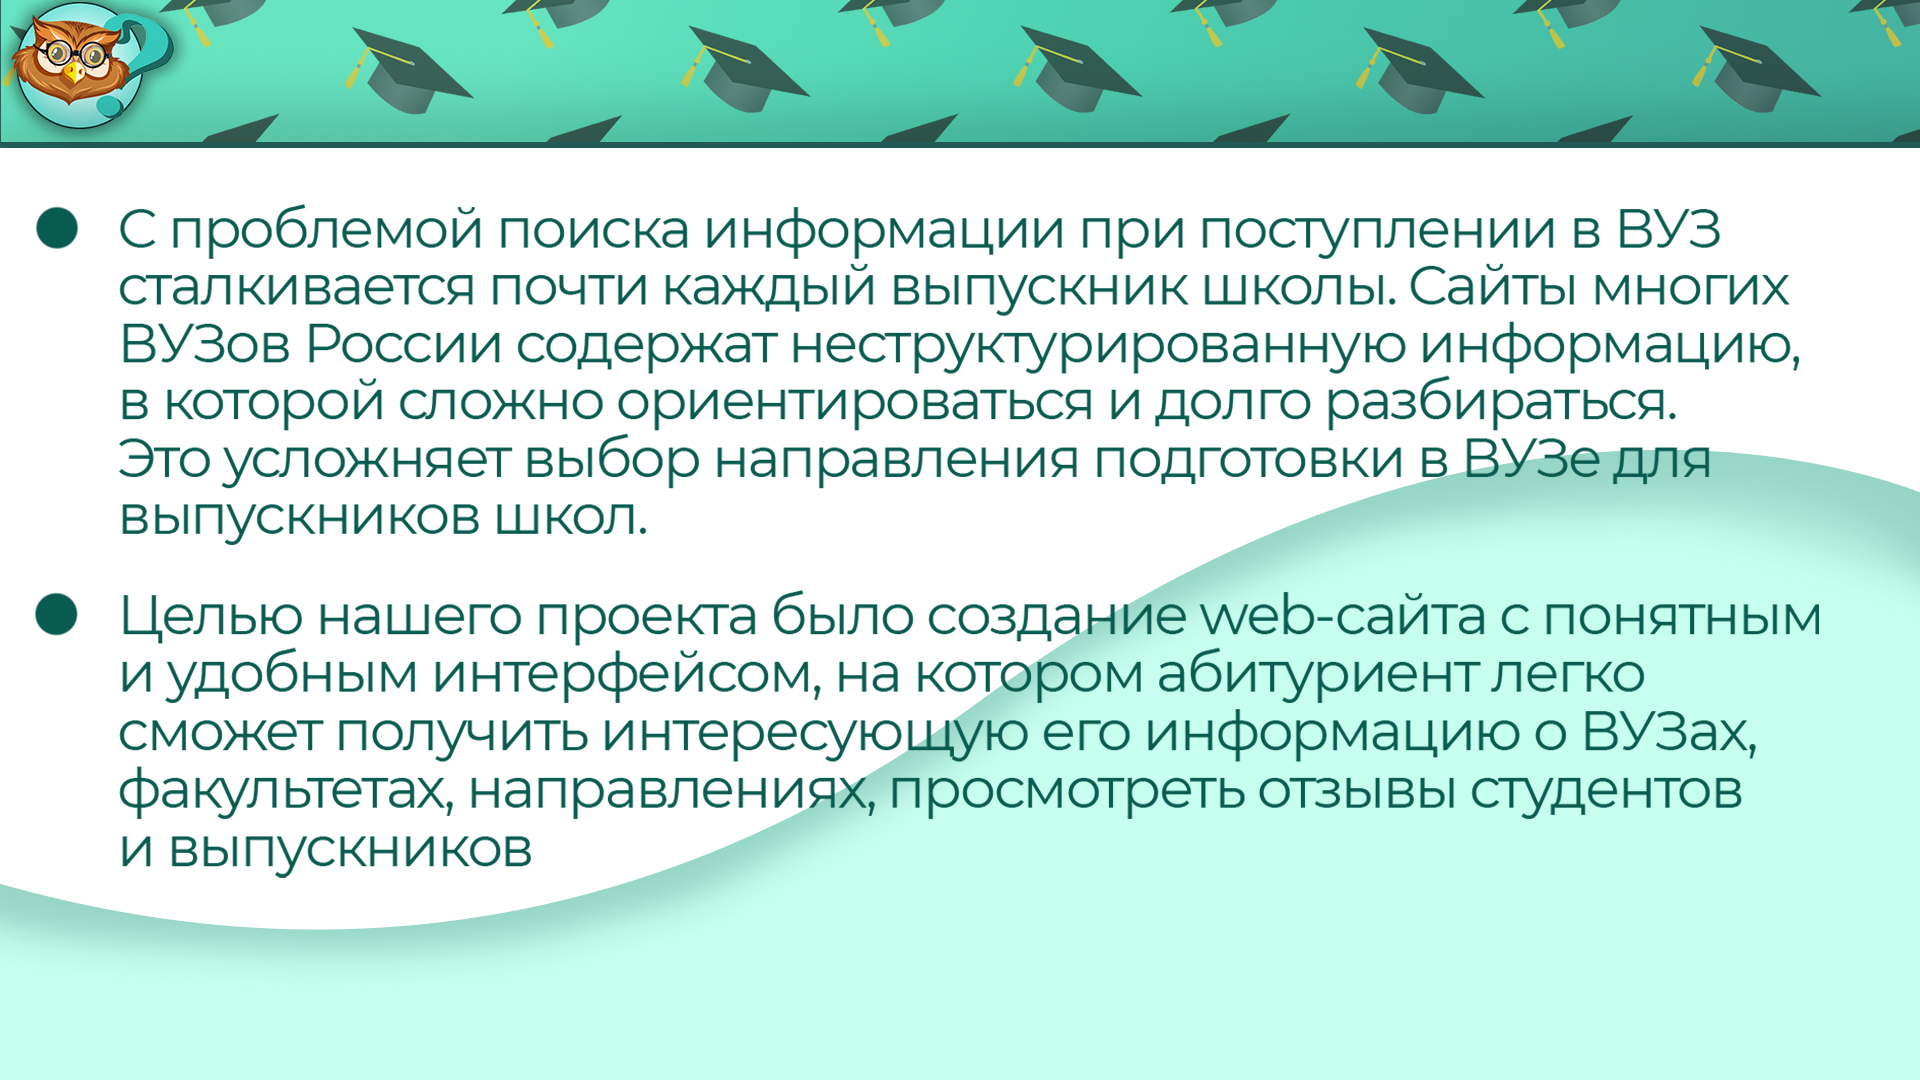 С проблемой поиска информации при поступлении в ВУЗ
сталкивается почти каждый выпускник школы. Сайты многих
ВУЗов России содержат неструктурированную информацию,
в которой сложно ориентироваться и долго разбираться.
Это усложняет выбор направления подготовки в ВУЗе для
выпускников школ.
Целью нашего проекта было создание web-сайта с понятным
и удобным интерфейсом, на котором абитуриент легко
сможет получить интересующую его информацию о ВУЗах,
факультетах, направлениях, просмотреть отзывы студентов
и выпускников